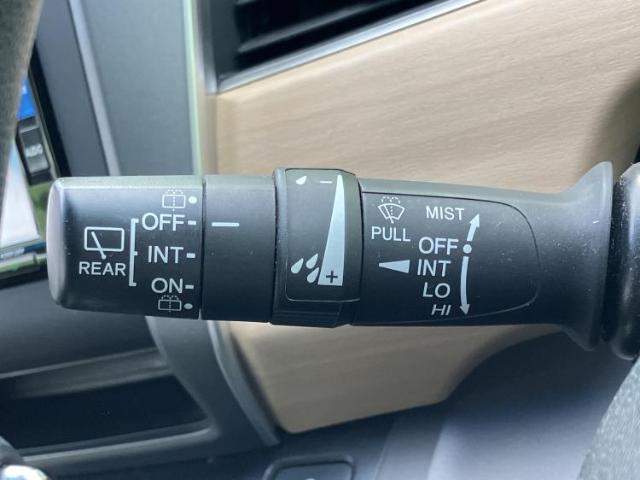 OFF
INT
ON
REAR
-
+
PULL
MIST
OFF
INT
LO
HI